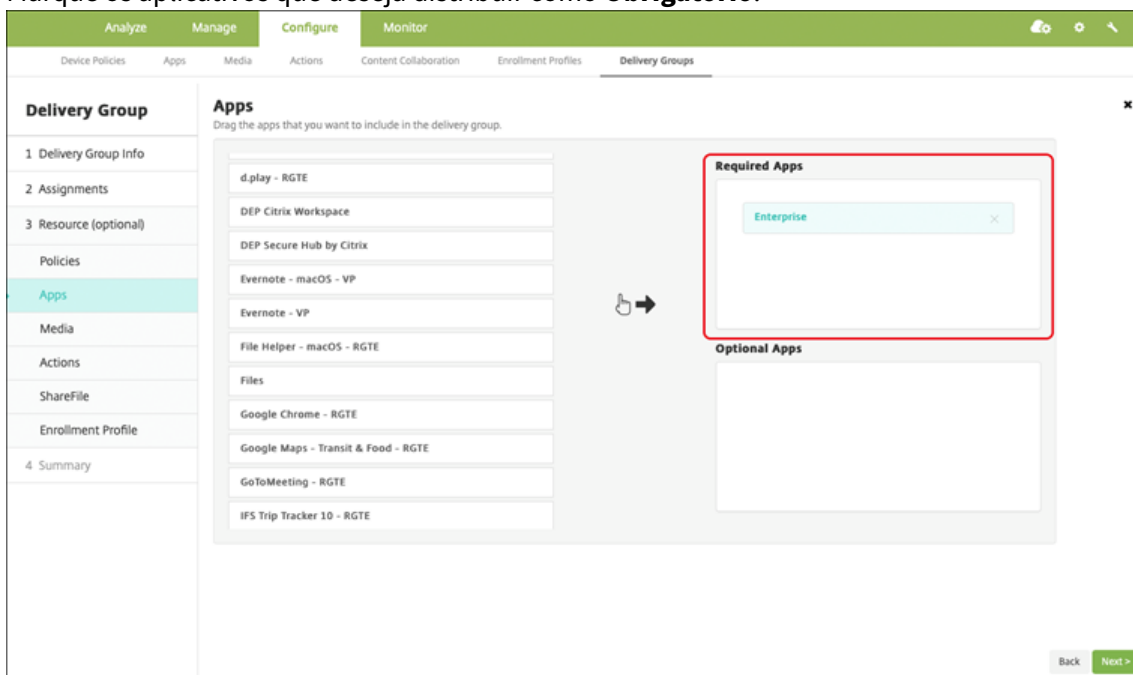 Marque os aplicativos que deseja distribuir como Obrigatório.
Analyze Manage Configure Monitor
Device Policies Apps Media Actions Content Collaboration Enrollment Profiles Delivery Groups
Delivery Group
1 Delivery Group Info
2 Assignments
3 Resource (optional)
Policies
Apps
Media
Actions
ShareFile
Enrollment Profile
4 Summary
Apps
Drag the apps that you want to include in the delivery group.
d.play - RGTE
DEP Citrix Workspace
DEP Secure Hub by Citrix
Evernote - macOS - VP
Evernote - VP
File Helper - macOS - RGTE
Files
Google Chrome - RGTE
Google Maps - Transit & Food - RGTE
GoToMeeting - RGTE
IFS Trip Tracker 10 - RGTE
Required Apps
Enterprise
Optional Apps
Back Next >